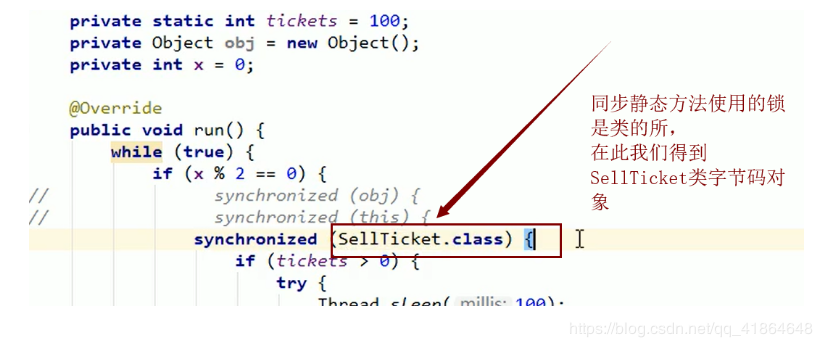 private static int tickets = 100;
private Object obj = new Object();
private int x = 0;
@Override
public void run() {
while (true) {
if (x % 2 == 0) {
// synchronized (obj) {
// synchronized (this) {
synchronized (SellTicket.class) {
if (tickets > 0) {
try {
Thread.sleep( millis: 100);
同步静态方法使用的锁
是类的所，
在此我们得到
SellTicket类字节码对
象
https://blog.csdn.net/qq_41864648